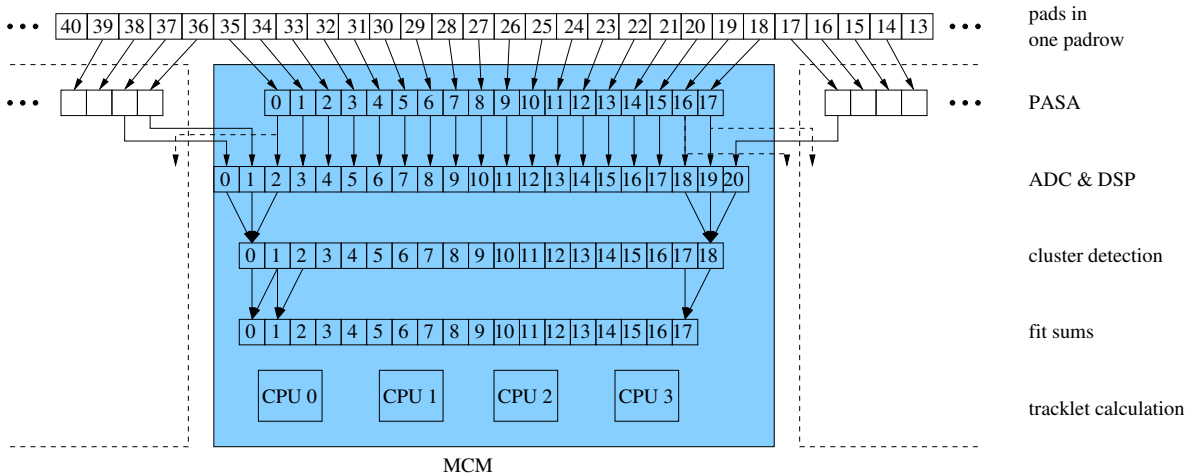 pads in
••• 40 39 38 37 36 35 34 33 32 31 30 29 28 27 26 25 24 23 22 21 20 19 18 17 16 15 14 13 •••
one padrow
••• 0 1 2 3 4 5 6 7 8 9 10 11 12 13 14 15 16 17 ••• PASA
0 1 2 3 4 5 6 7 8 9 10 11 12 13 14 15 16 17 18 19 20 ADC & DSP
0 1 2 3 4 5 6 7 8 9 10 11 12 13 14 15 16 17 18 cluster detection
0 1 2 3 4 5 6 7 8 9 10 11 12 13 14 15 16 17 fit sums
CPU 0 CPU 1 CPU 2 CPU 3 tracklet calculation
MCM